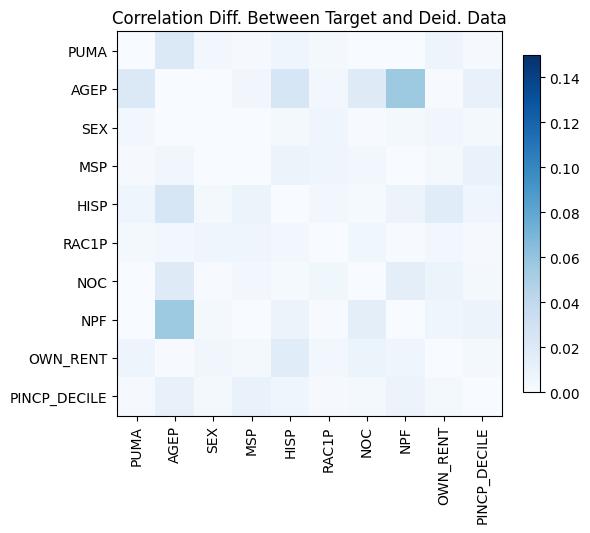 Correlation Diff. Between Target and Deid. Data
PUMA
AGEP
SEX
MSP
HISP
RAC1P
NOC
NPF
OWN_RENT
PINCP_DECILE
PUMA
AGEP
SEX
MSP
HISP
RAC1P
NOC
NPF
OWN_RENT
PINCP_DECILE
0.14
0.12
0.10
0.08
0.06
0.04
0.02
0.00